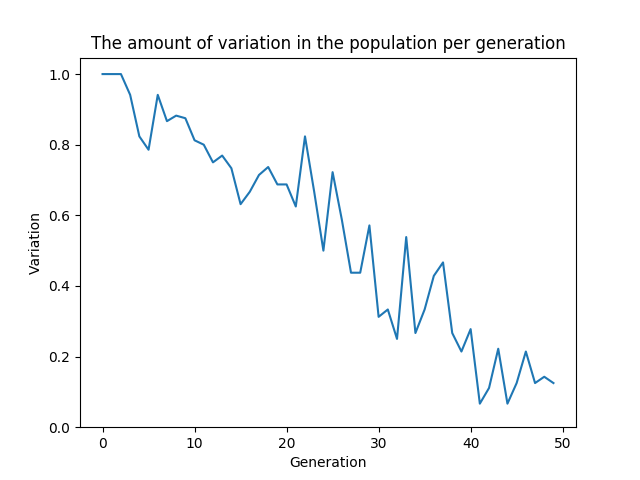 The amount of variation in the population per generation
1.0
0.8
0.6
0.4
0.2
0.0
Variation
0 10 20 30 40 50
Generation